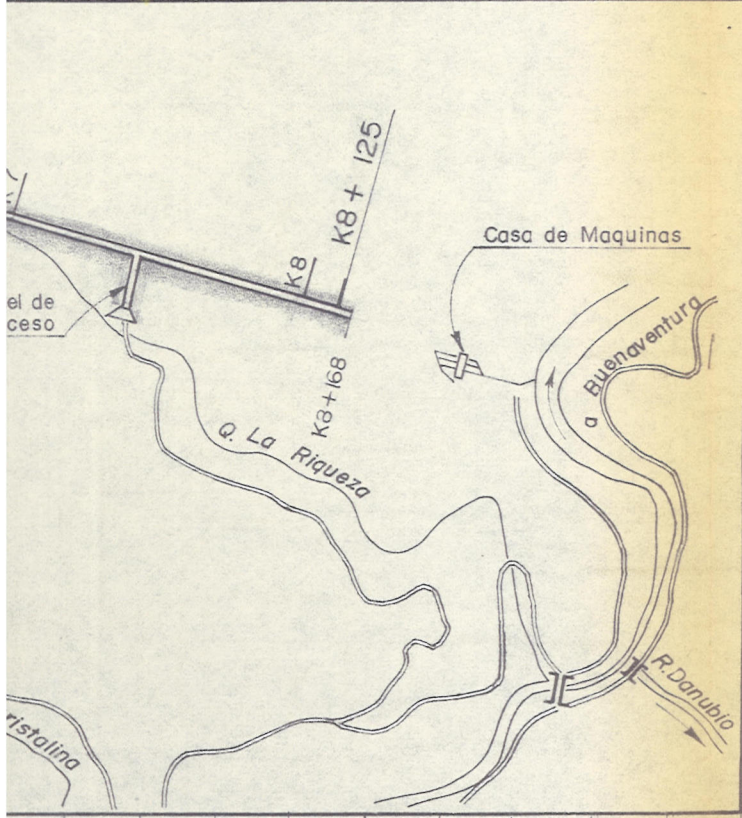 K8+ 125
K8
Casa de Maquinas
el de
ceso
a Buenaventura
K8+168
Q. La Riqueza
R. Danubio
ristalina